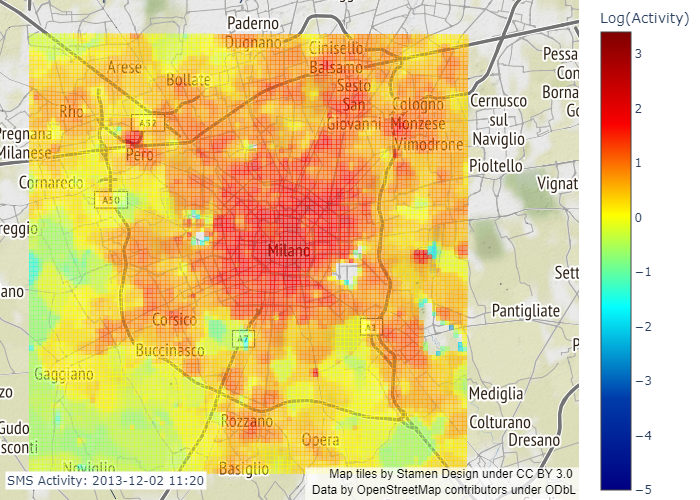 Log(Activity)
Paderno
Dugnano
Cinisello
Balsamo
Arese
Bollate
Sesto
San
Giovanni
Rho
Cologno
Monzese
Vimodrone
A52
Pero
Pregnana
Milanese
Cornaredo
A50
reggio
Milano
ano
Corsico
Buccinasco
A7
A1
Gaggiano
zo
Gudo
sconti
Rozzano
Opera
Noviglio
Basiglio
Pessa
Con
Borna
Go
Cernusco
sul
Naviglio
Pioltello
Vignat
Sett
Pantigliate
P
Mediglia
Colturano
Dresano
3
2
1
0
−1
−2
−3
−4
−5
SMS Activity: 2013-12-02 11:20
Map tiles by Stamen Design under CC BY 3.0
Data by OpenStreetMap contributors under ODbL